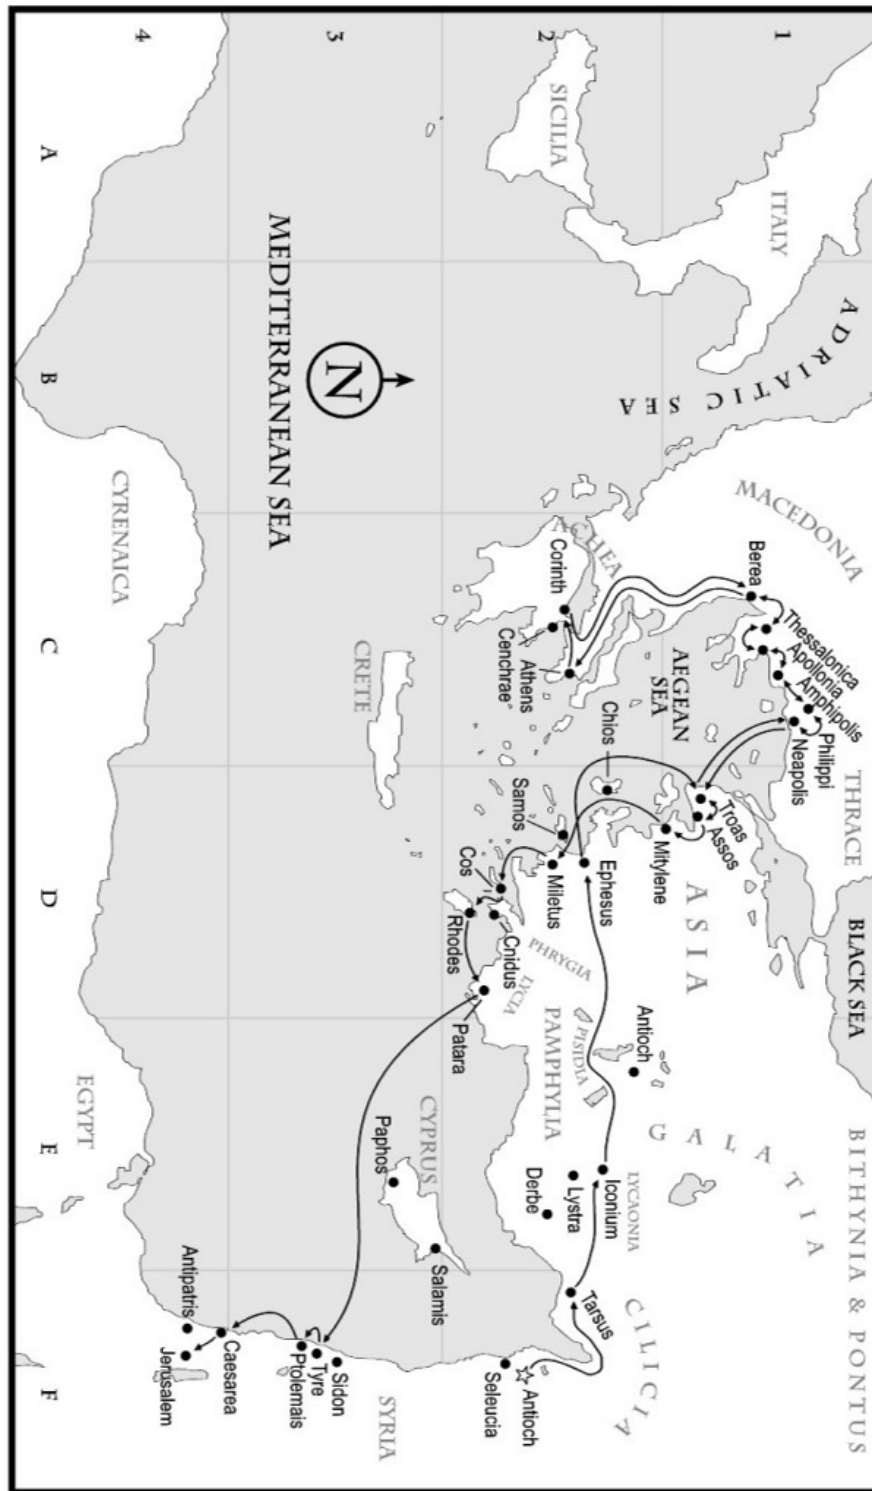 1
2
3
4
A
B
C
D
E
F
ITALY
SICILIA
ADRIATIC SEA
MEDITERRANEAN SEA
N
MACEDONIA
THRACE
BLACK SEA
BITHYNIA & PONTUS
Berea
Thessalonica
Apollonia
Amphipolis
Philippi
Neapolis
ACHEA
Corinth
Cenchrae
Athens
AEGEAN
SEA
Chios
Samos
Troas
Assos
Mitylene
ASIA
Ephesus
Miletus
Cos
Cnidus
Rhodes
Patara
PHRYGIA
LYCIA
PAMPHYLIA
PISIDIA
Antioch
GALATIA
LYCAONIA
Iconium
Lystra
Derbe
CILICIA
Tarsus
Antioch
Seleucia
SYRIA
CYPRUS
Paphos
Salamis
CRETE
Sidon
Tyre
Ptolemais
Caesarea
Antipatris
Jerusalem
CYRENAICA
EGYPT